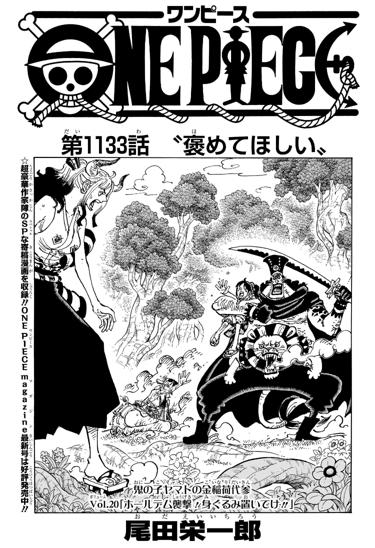 ワンピース
ONE PIECE
第1133話 〝褒めてほしい〟
☆超豪華作家陣のSPな寄稿漫画を収録!!ONE PIECE magazine最新号は好評発売中!!
鬼の子ヤマトの金稲荷代参
Vol.20「ホールデム襲撃!!身ぐるみ置いてけ!!」
尾田栄一郎